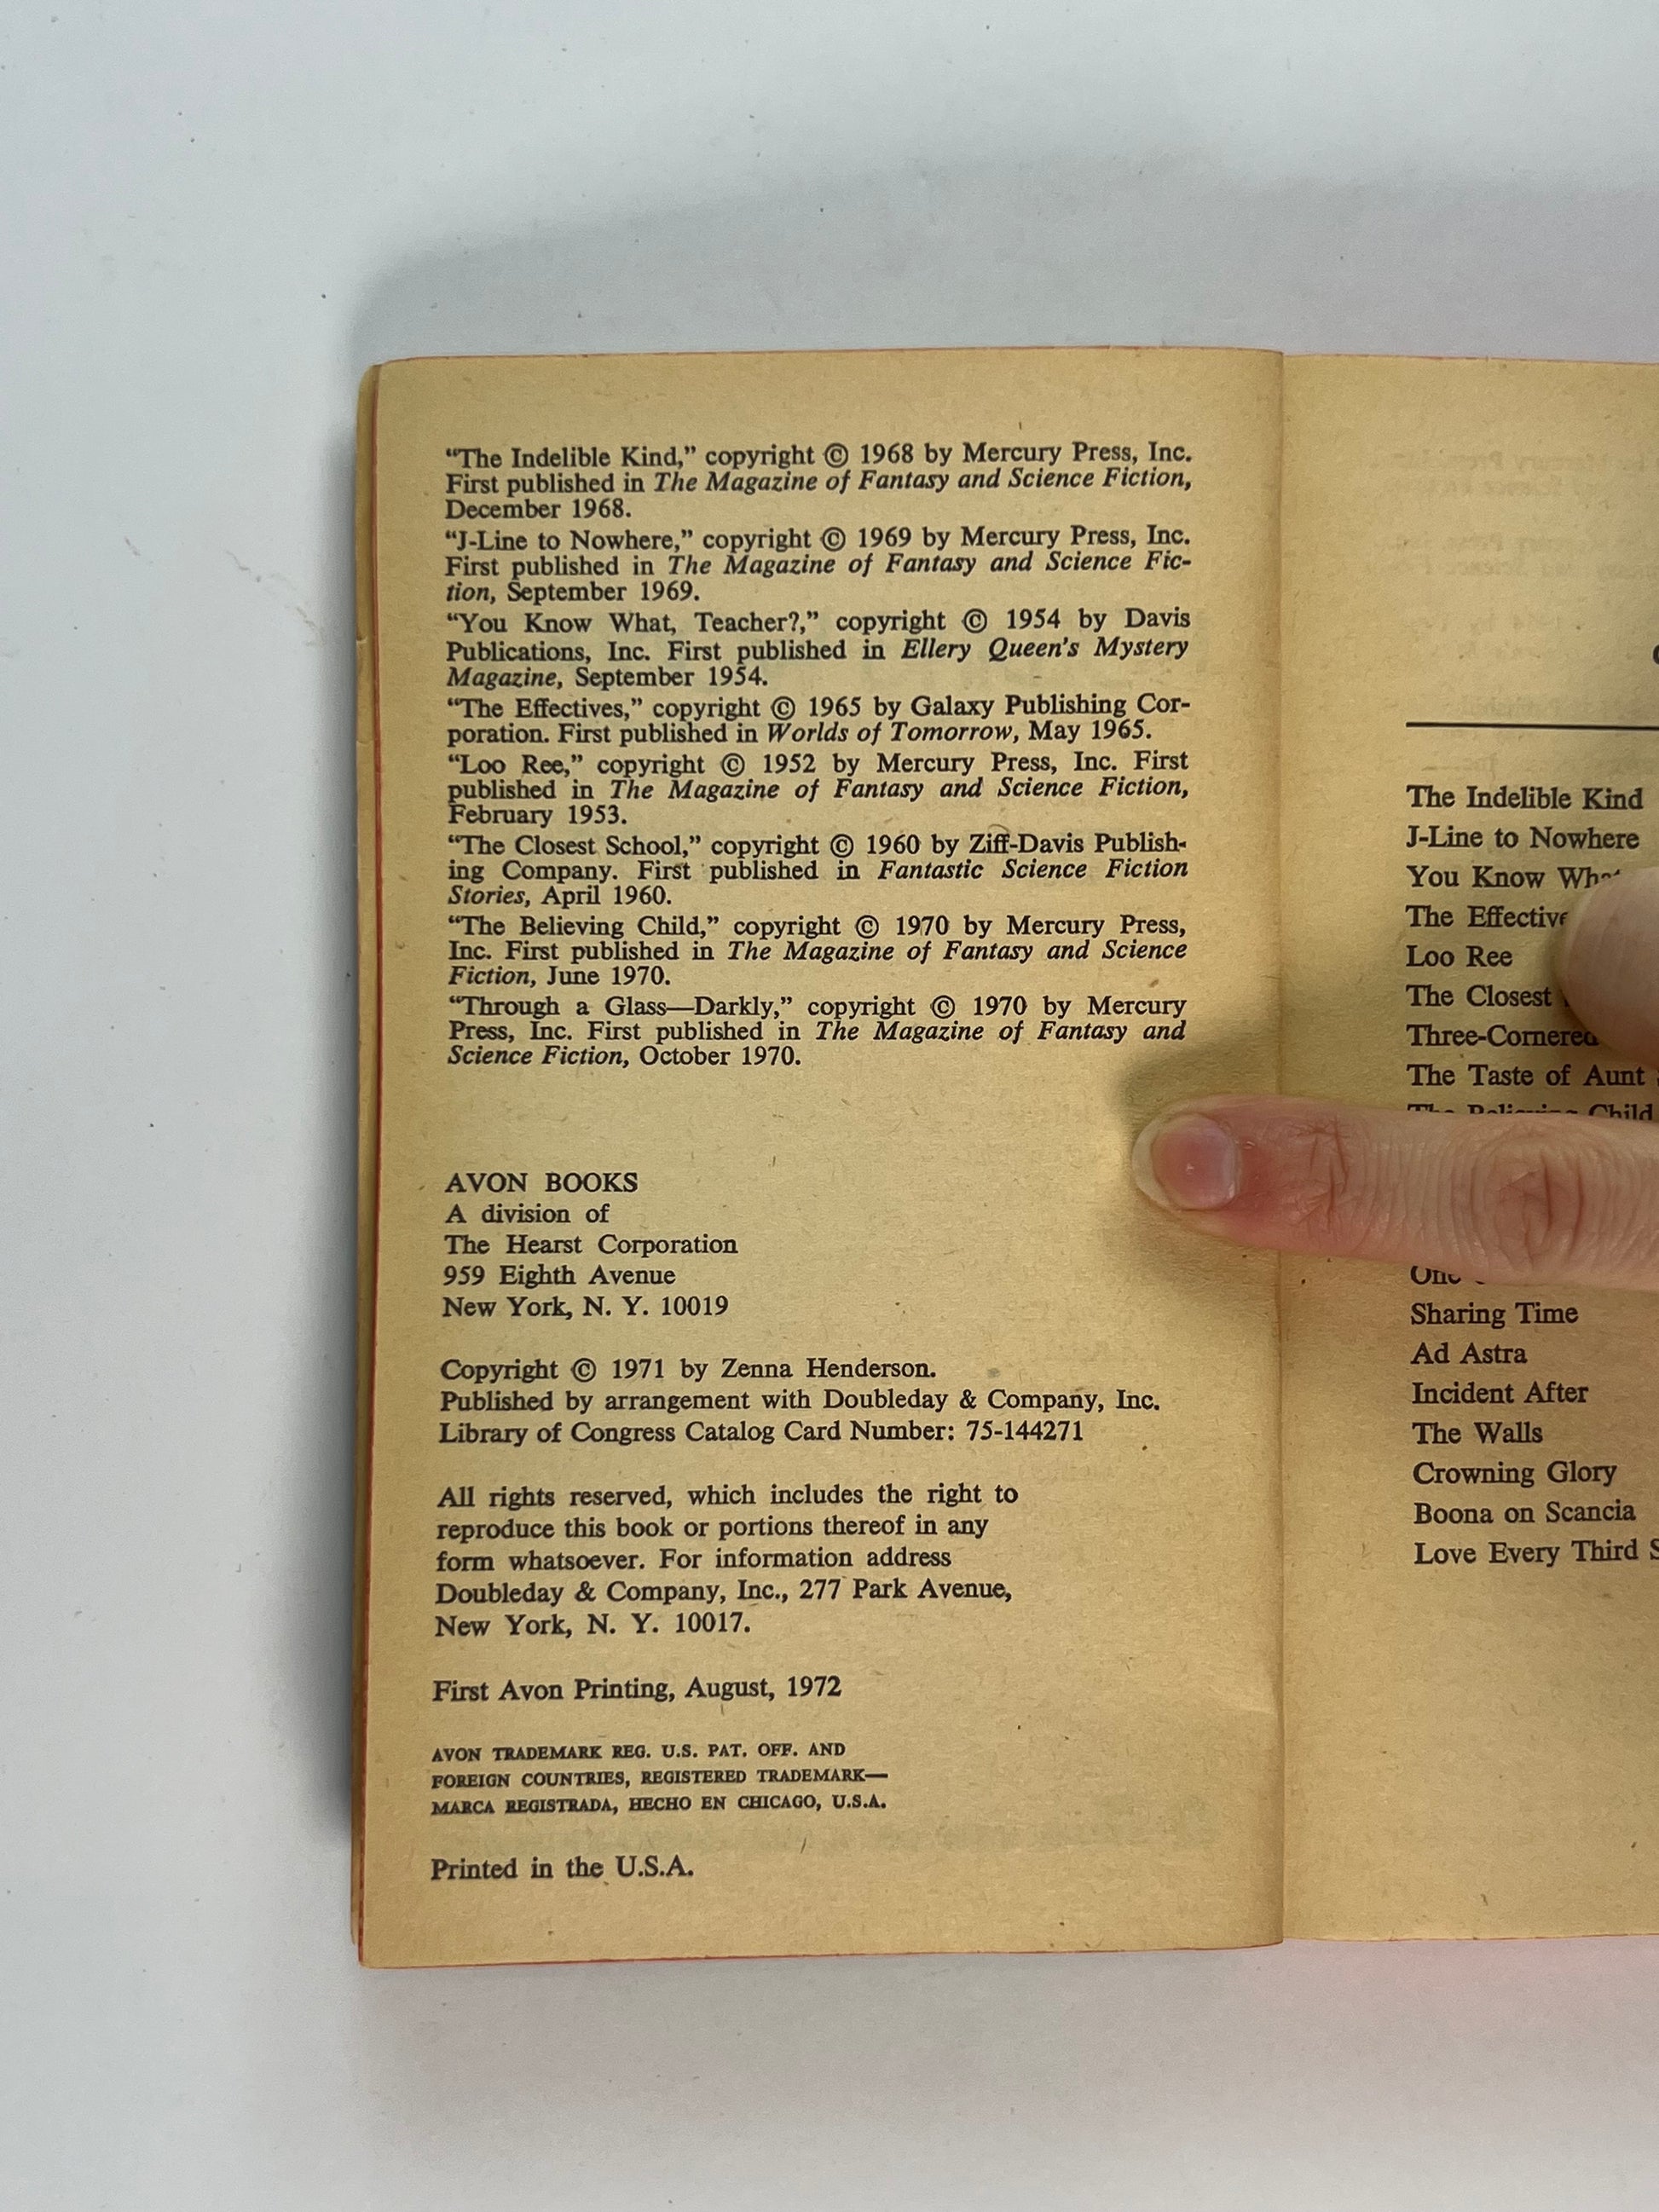 “The Indelible Kind,” copyright © 1968 by Mercury Press, Inc.
First published in The Magazine of Fantasy and Science Fiction,
December 1968.
“J-Line to Nowhere,” copyright © 1969 by Mercury Press, Inc.
First published in The Magazine of Fantasy and Science Fic-
tion, September 1969.
“You Know What, Teacher?,” copyright © 1954 by Davis
Publications, Inc. First published in Ellery Queen’s Mystery
Magazine, September 1954.
“The Effectives,” copyright © 1965 by Galaxy Publishing Cor-
poration. First published in Worlds of Tomorrow, May 1965.
“Loo Ree,” copyright © 1952 by Mercury Press, Inc. First
published in The Magazine of Fantasy and Science Fiction,
February 1953.
“The Closest School,” copyright © 1960 by Ziff-Davis Publish-
ing Company. First published in Fantastic Science Fiction
Stories, April 1960.
“The Believing Child,” copyright © 1970 by Mercury Press,
Inc. First published in The Magazine of Fantasy and Science
Fiction, June 1970.
“Through a Glass—Darkly,” copyright © 1970 by Mercury
Press, Inc. First published in The Magazine of Fantasy and
Science Fiction, October 1970.
AVON BOOKS
A division of
The Hearst Corporation
959 Eighth Avenue
New York, N. Y. 10019
Copyright © 1971 by Zenna Henderson.
Published by arrangement with Doubleday & Company, Inc.
Library of Congress Catalog Card Number: 75-144271
All rights reserved, which includes the right to
reproduce this book or portions thereof in any
form whatsoever. For information address
Doubleday & Company, Inc., 277 Park Avenue,
New York, N. Y. 10017.
First Avon Printing, August, 1972
AVON TRADEMARK REG. U.S. PAT. OFF. AND
FOREIGN COUNTRIES, REGISTERED TRADEMARK—
MARCA REGISTRADA, HECHO EN CHICAGO, U.S.A.
Printed in the U.S.A.
The Indelible Kind
J-Line to Nowhere
You Know What
The Effective
Loo Ree
The Closest
Three-Cornered
The Taste of Aunt
The Believing Child
One
Sharing Time
Ad Astra
Incident After
The Walls
Crowning Glory
Boona on Scancia
Love Every Third